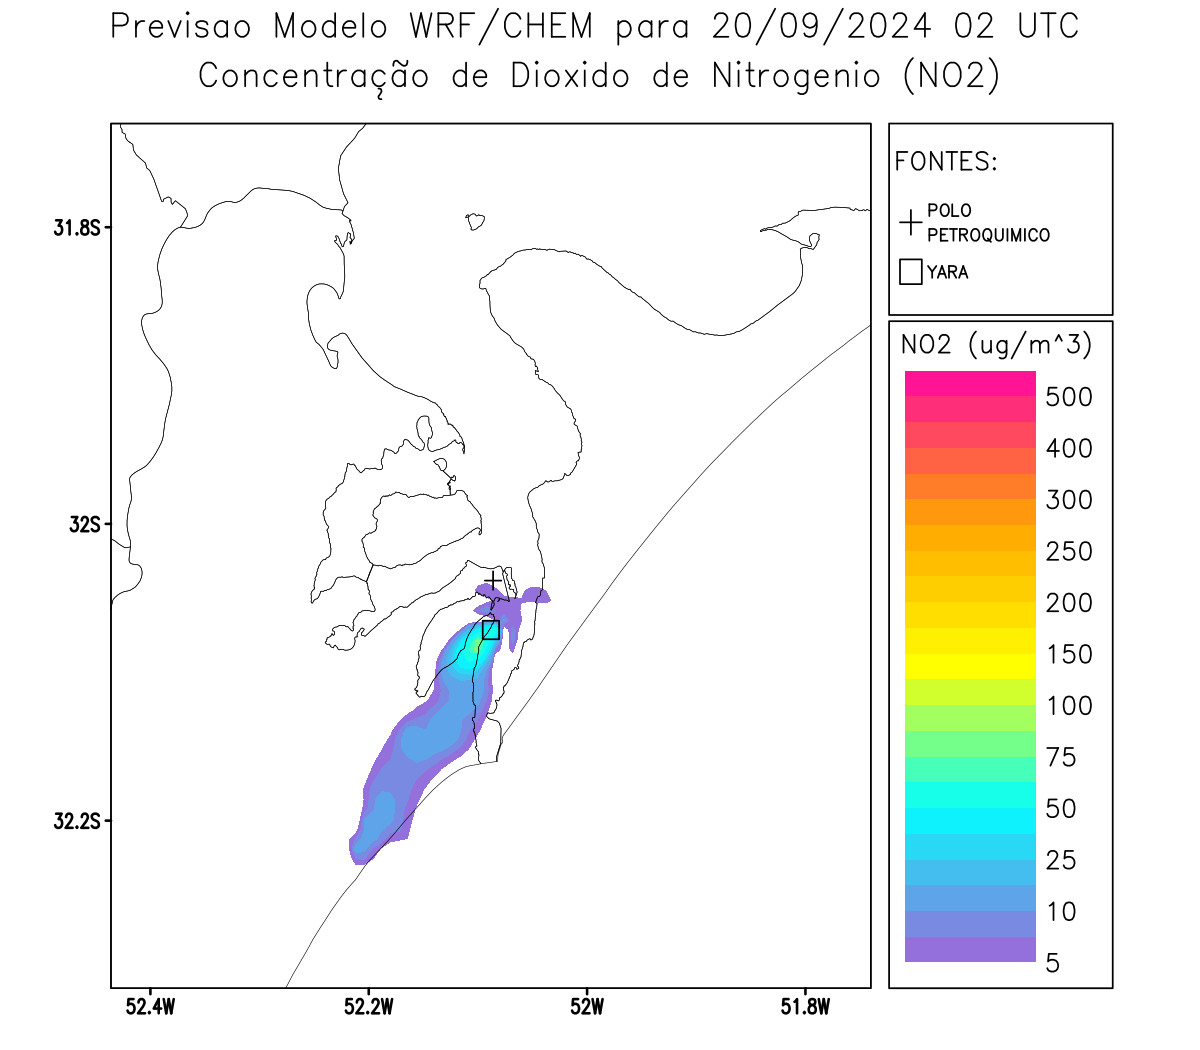 Previsao Modelo WRF/CHEM para 20/09/2024 02 UTC
Concentração de Dioxido de Nitrogenio (NO2)
FONTES:
POLO
PETROQUIMICO
YARA
NO2 (ug/m^3)
500
400
300
250
200
150
100
75
50
25
10
5
31.8S
32S
32.2S
52.4W
52.2W
52W
51.8W